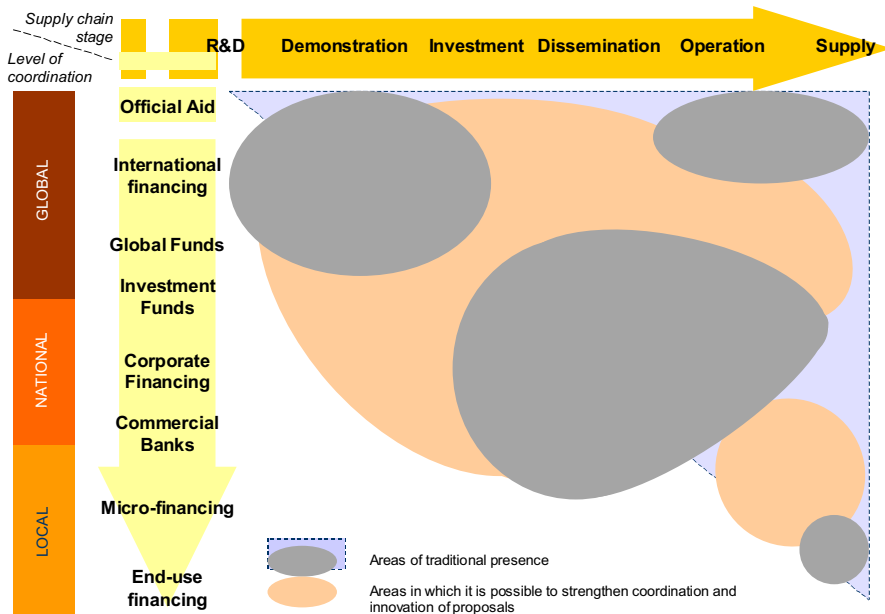 Supply chain
stage
Level of
coordination
R&D Demonstration Investment Dissemination Operation Supply
GLOBAL
NATIONAL
LOCAL
Official Aid
International
financing
Global Funds
Investment
Funds
Corporate
Financing
Commercial
Banks
Micro-financing
End-use
financing
Areas of traditional presence
Areas in which it is possible to strengthen coordination and
innovation of proposals